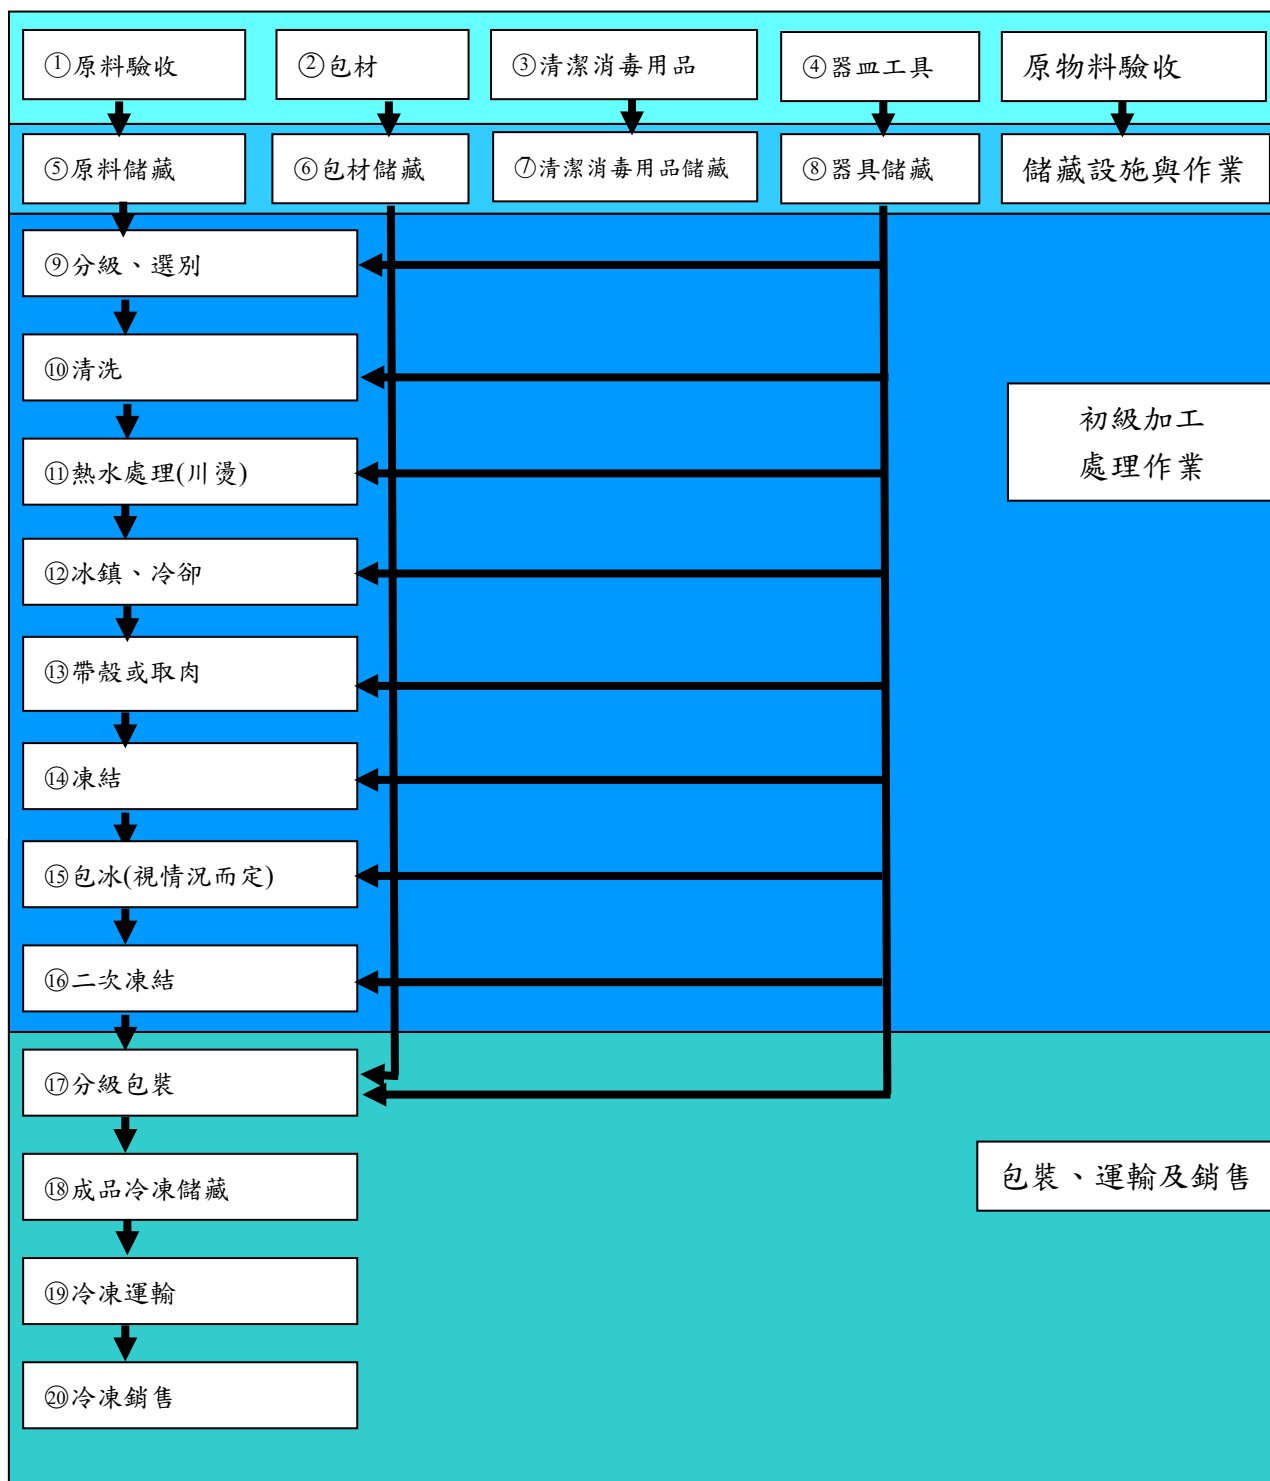 ①原料驗收
②包材
③清潔消毒用品
④器皿工具
原物料驗收
⑤原料儲藏
⑥包材儲藏
⑦清潔消毒用品儲藏
⑧器具儲藏
儲藏設施與作業
⑨分級、選別
⑩清洗
⑪熱水處理(川燙)
⑫冰鎮、冷卻
⑬帶殼或取肉
⑭凍結
⑮包冰(視情況而定)
⑯二次凍結
初級加工
處理作業
⑰分級包裝
⑱成品冷凍儲藏
⑲冷凍運輸
⑳冷凍銷售
包裝、運輸及銷售